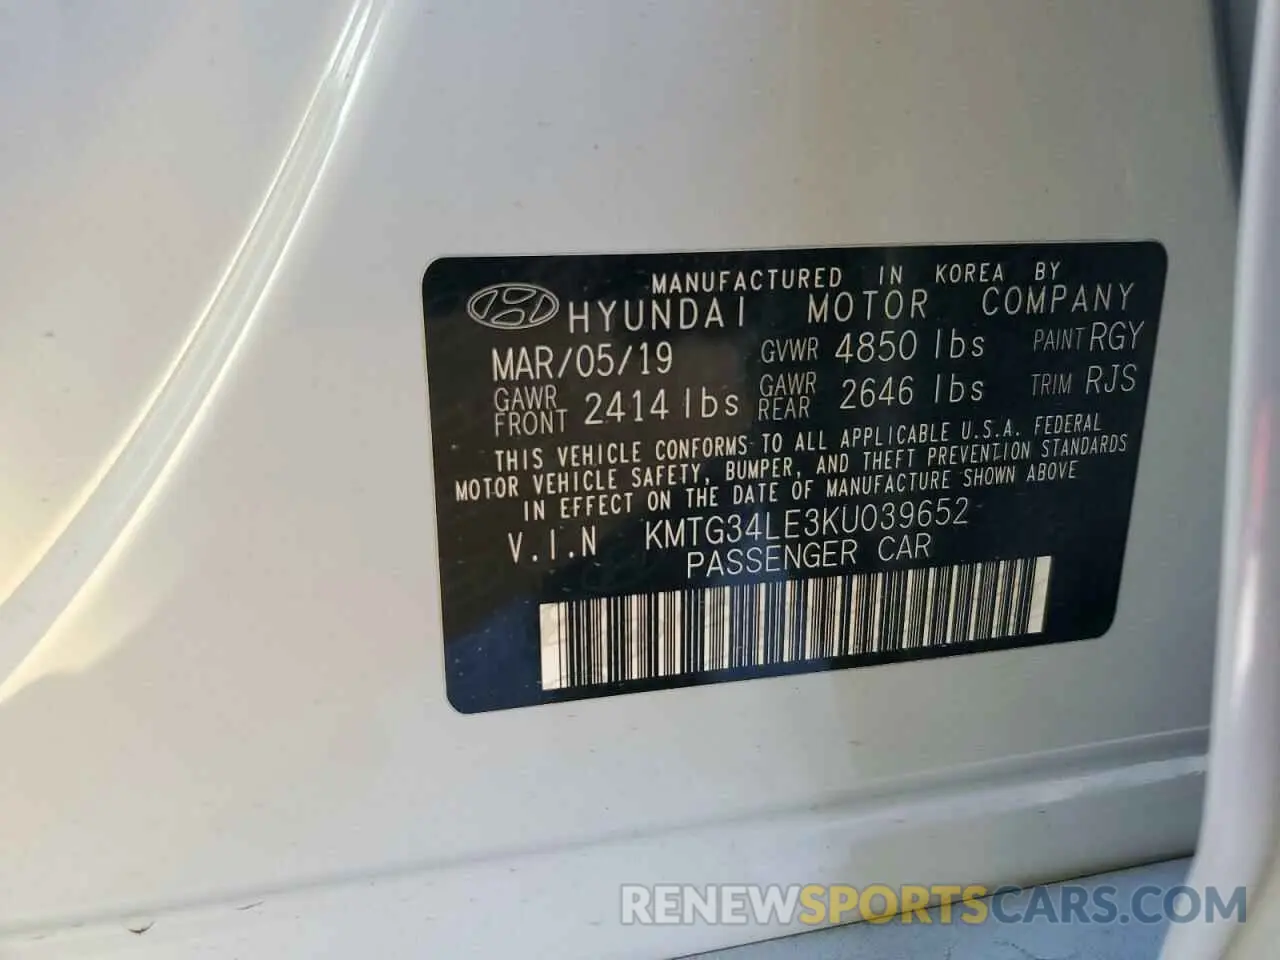 MANUFACTURED IN KOREA BY
HYUNDAI MOTOR COMPANY
MAR/05/19 GVWR 4850 lbs PAINT RGY
GAWR FRONT 2414 lbs GAWR REAR 2646 lbs TRIM RJS
THIS VEHICLE CONFORMS TO ALL APPLICABLE U.S.A. FEDERAL
MOTOR VEHICLE SAFETY, BUMPER, AND THEFT PREVENTION STANDARDS
IN EFFECT ON THE DATE OF MANUFACTURE SHOWN ABOVE
V.I.N KMTG34LE3KU039652
PASSENGER CAR
RENEWSPORTSCARS.COM